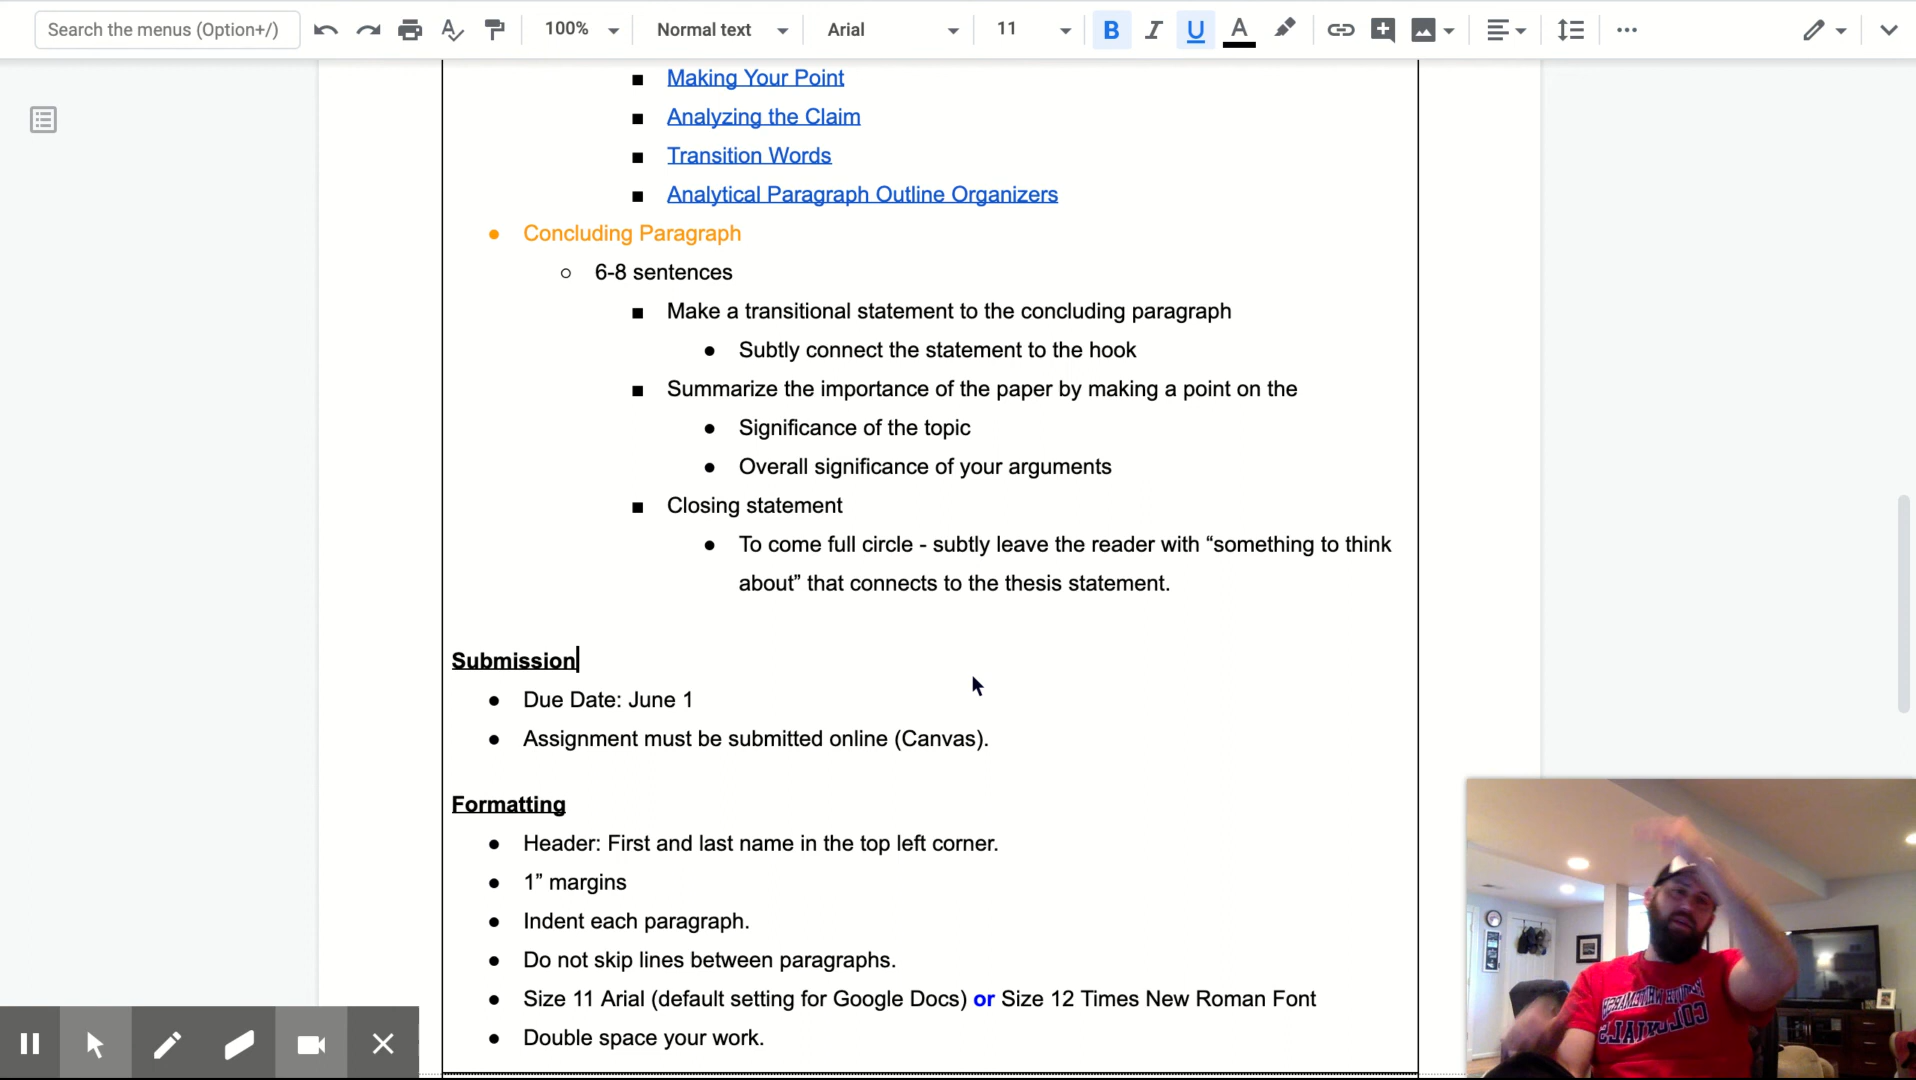 Search the menus (Option+/)
100%
Normal text
Arial
11
B
I
U
A
Making Your Point
Analyzing the Claim
Transition Words
Analytical Paragraph Outline Organizers
Concluding Paragraph
6-8 sentences
Make a transitional statement to the concluding paragraph
Subtly connect the statement to the hook
Summarize the importance of the paper by making a point on the
Significance of the topic
Overall significance of your arguments
Closing statement
To come full circle - subtly leave the reader with “something to think
about” that connects to the thesis statement.
Submission
Due Date: June 1
Assignment must be submitted online (Canvas).
Formatting
Header: First and last name in the top left corner.
1” margins
Indent each paragraph.
Do not skip lines between paragraphs.
Size 11 Arial (default setting for Google Docs) or Size 12 Times New Roman Font
Double space your work.
COLONIALS